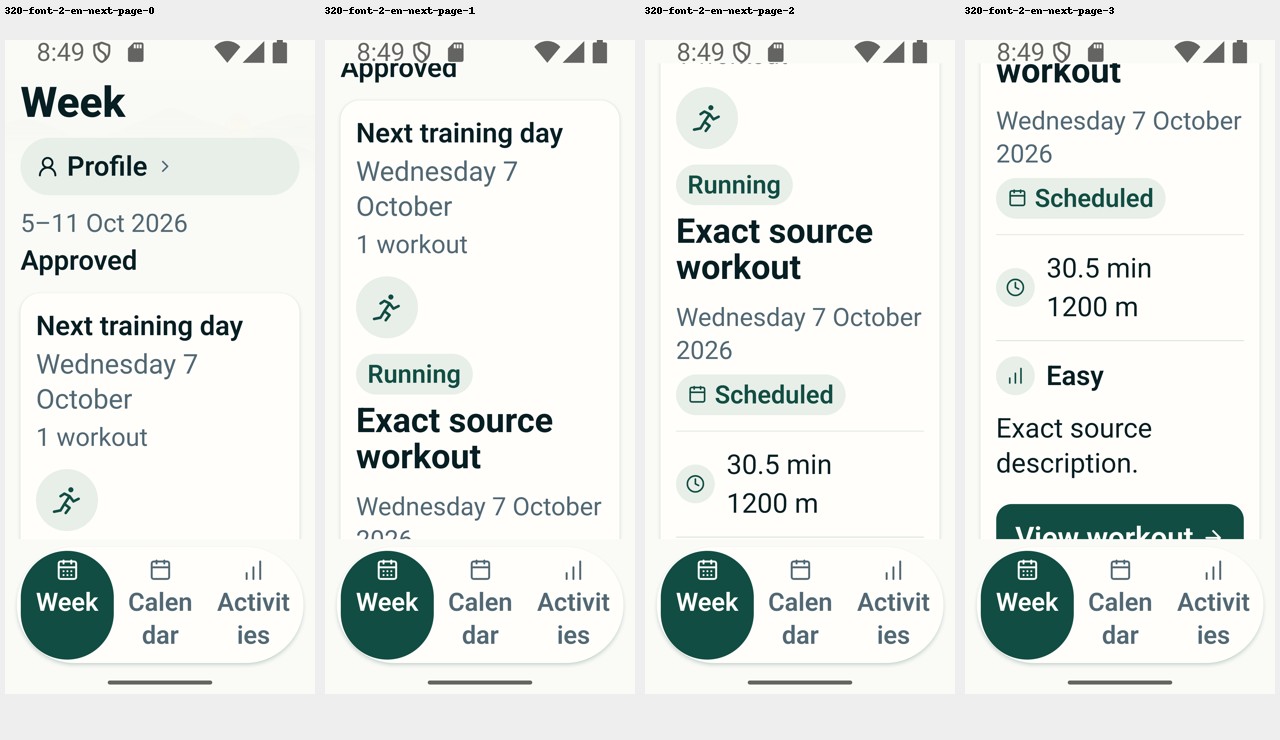 320-font-2-en-next-page-0
8:49
Week
Profile
5–11 Oct 2026
Approved
Next training day
Wednesday 7
October
1 workout
Week
Calen
dar
Activit
ies
320-font-2-en-next-page-1
8:49
Approved
Next training day
Wednesday 7
October
1 workout
Running
Exact source
workout
Wednesday 7 October
2026
Week
Calen
dar
Activit
ies
320-font-2-en-next-page-2
8:49
Running
Exact source
workout
Wednesday 7 October
2026
Scheduled
30.5 min
1200 m
Week
Calen
dar
Activit
ies
320-font-2-en-next-page-3
8:49
workout
Wednesday 7 October
2026
Scheduled
30.5 min
1200 m
Easy
Exact source
description.
View workout →
Week
Calen
dar
Activit
ies